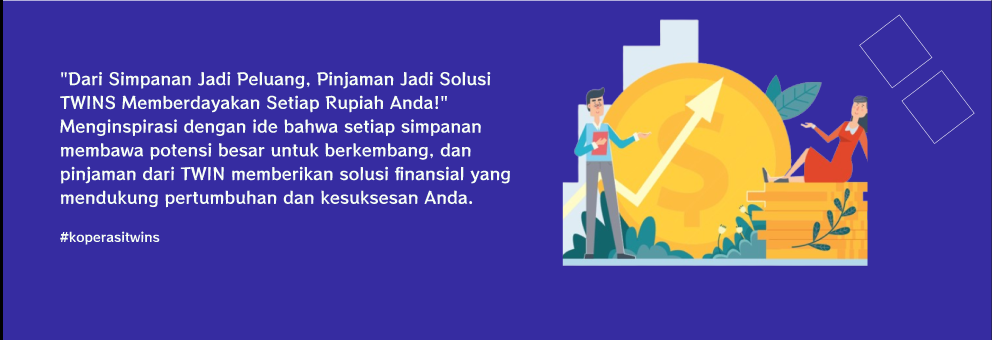 "Dari Simpanan Jadi Peluang, Pinjaman Jadi Solusi
TWINS Memberdayakan Setiap Rupiah Anda!"
Menginspirasi dengan ide bahwa setiap simpanan
membawa potensi besar untuk berkembang, dan
pinjaman dari TWIN memberikan solusi finansial yang
mendukung pertumbuhan dan kesuksesan Anda.
#koperasitwins
$